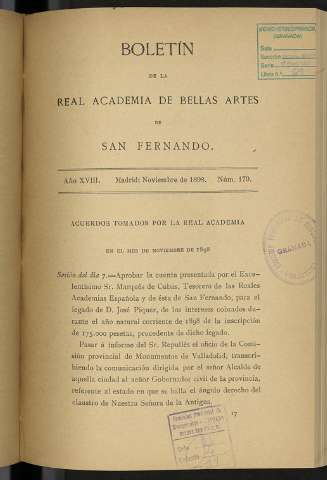 BOLETÍN
DE LA
REAL ACADEMIA DE BELLAS ARTES
DE
SAN FERNANDO.
Año XVIII. Madrid: Noviembre de 1898. Núm. 179.
ACUERDOS TOMADOS POR LA REAL ACADEMIA
EN EL MES DE NOVIEMBRE DE 1898
Sesión del día 7.—Aprobar la cuenta presentada por el Exce-
lentísimo Sr. Marqués de Cubas, Tesorero de las Reales
Academias Española y de ésta de San Fernando, para el
legado de D. José Piquer, de los intereses cobrados du-
rante el año natural corriente de 1898 de la inscripción
de 175.000 pesetas, procedente de dicho legado.
Pasar á informe del Sr. Repullés el oficio de la Comi-
sión provincial de Monumentos de Valladolid, transcri-
biendo la comunicación dirigida por el señor Alcalde de
aquella ciudad al señor Gobernador civil de la provincia,
referente al estado en que se halla el ángulo derecho del
claustro de Nuestra Señora de la Antigua.
17
GRANADA